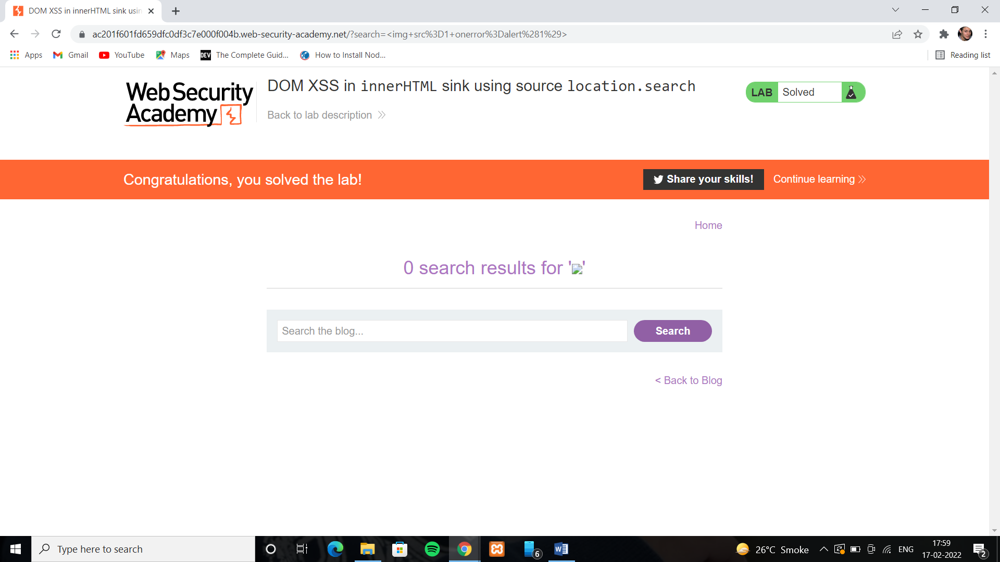 DOM XSS in innerHTML sink usin
ac201f601fd659dfc0df3c7e000f004b.web-security-academy.net/?search=<img+src%3D1+onerror%3Dalert%281%29>
Apps Gmail YouTube Maps DEV The Complete Guid... How to Install Nod... Reading list
Web Security
Academy
DOM XSS in innerHTML sink using source location.search
Back to lab description
LAB Solved
Congratulations, you solved the lab!
Share your skills! Continue learning
Home
0 search results for ''
Search the blog... Search
< Back to Blog
Type here to search
6
26°C Smoke
ENG
17:59
17-02-2022
2